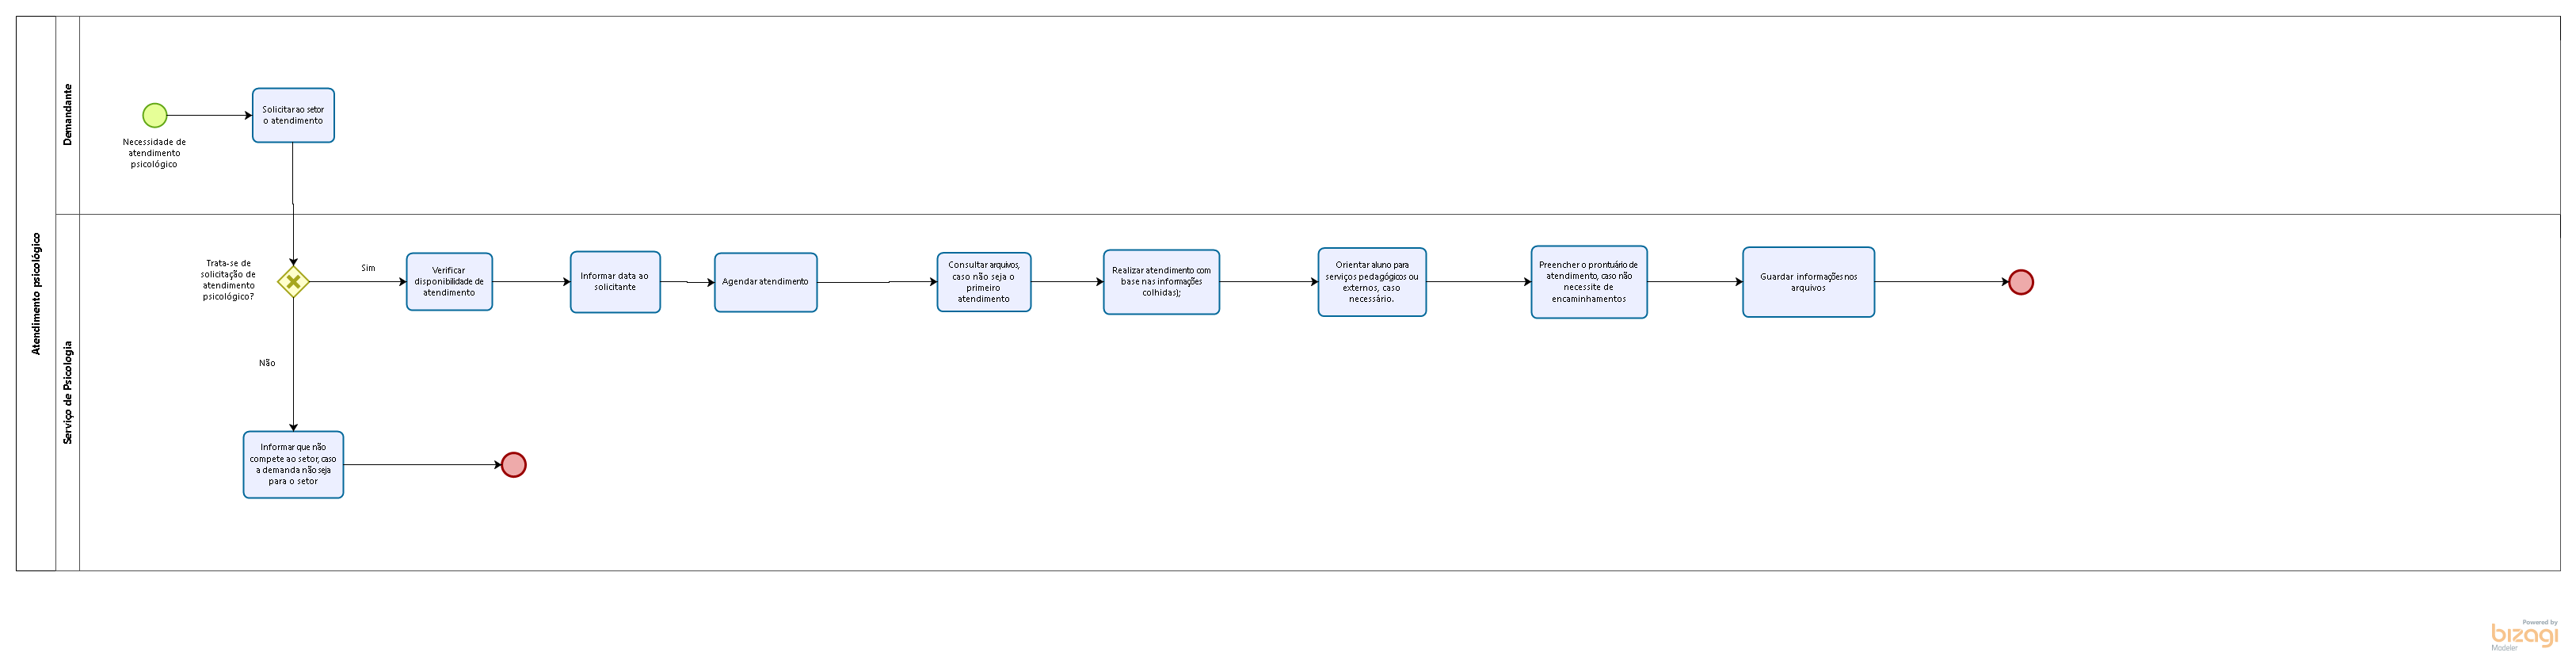 Atendimento psicológico
Demandante
Necessidade de
atendimento
psicológico
Solicitar ao setor
o atendimento
Serviço de Psicologia
Trata-se de
solicitação de
atendimento
psicológico?
Sim
Não
Verificar
disponibilidade de
atendimento
Informar data ao
solicitante
Agendar atendimento
Consultar arquivos,
caso não seja o
primeiro
atendimento
Realizar atendimento com
base nas informações
colhidas);
Orientar aluno para
serviços pedagógicos ou
externos, caso
necessário.
Preencher o prontuário de
atendimento, caso não
necessite de
encaminhamentos
Guardar informações nos
arquivos
Informar que não
compete ao setor, caso
a demanda não seja
para o setor
Powered by
bizagi
Modeler